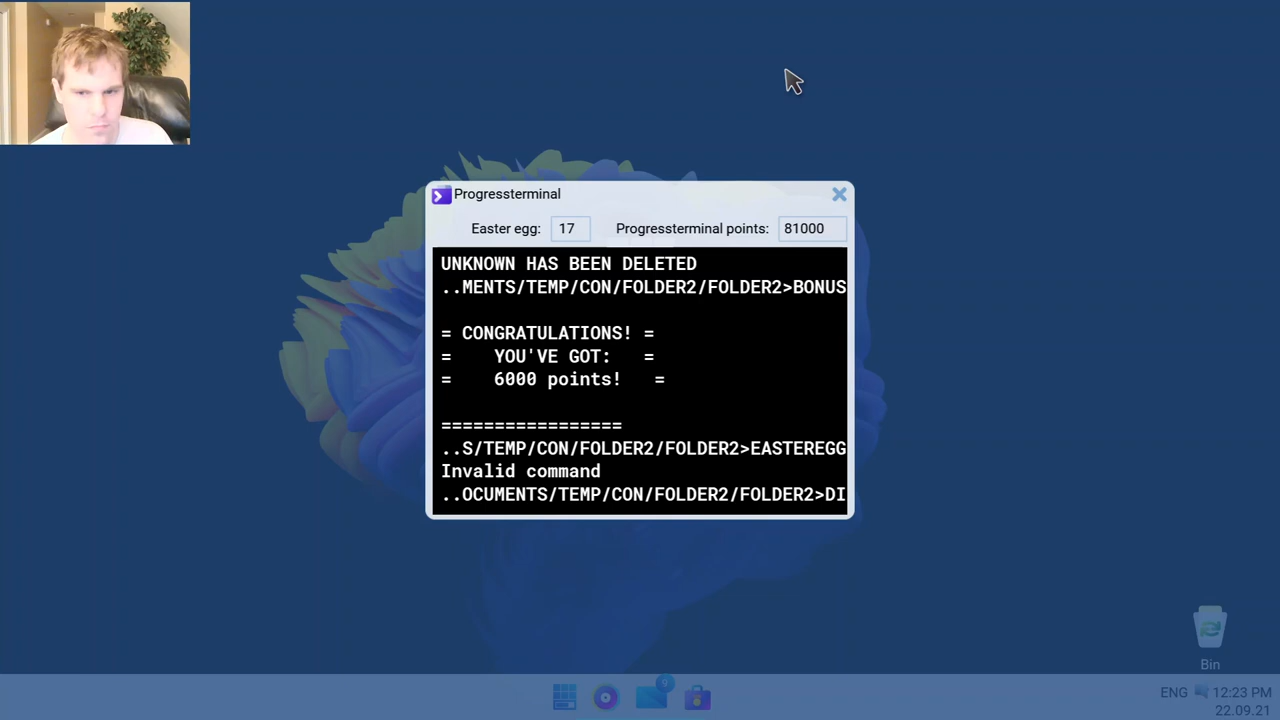 Progressterminal
Easter egg: 17 Progressterminal points: 81000
UNKNOWN HAS BEEN DELETED
..MENTS/TEMP/CON/FOLDER2/FOLDER2>BONUS
= CONGRATULATIONS! =
= YOU'VE GOT: =
= 6000 points! =
=================
..S/TEMP/CON/FOLDER2/FOLDER2>EASTEREGG
Invalid command
..OCUMENTS/TEMP/CON/FOLDER2/FOLDER2>DI
Bin
9
ENG 12:23 PM
22.09.21